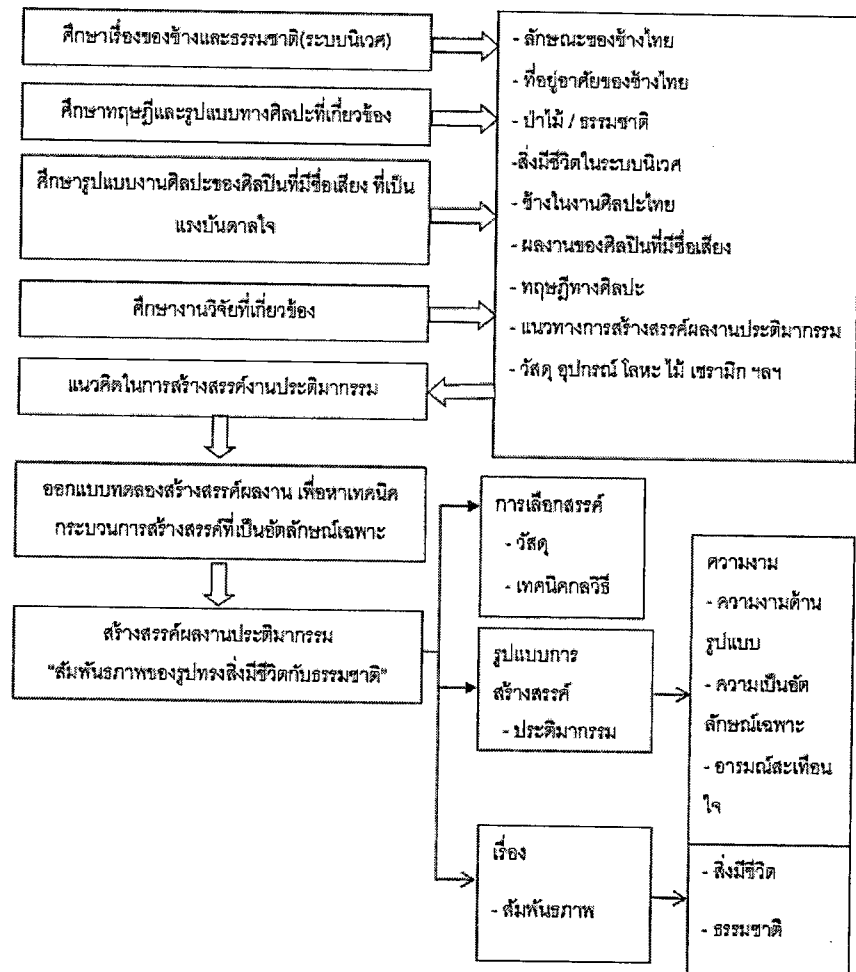 ศึกษาเรื่องของช้างและธรรมชาติ(ระบบนิเวศ)
ศึกษาทฤษฎีและรูปแบบทางศิลปะที่เกี่ยวข้อง
ศึกษารูปแบบงานศิลปะของศิลปินที่มีชื่อเสียง ที่เป็น
แรงบันดาลใจ
ศึกษางานวิจัยที่เกี่ยวข้อง
- ลักษณะของช้างไทย
- ที่อยู่อาศัยของช้างไทย
- ป่าไม้ / ธรรมชาติ
-สิ่งมีชีวิตในระบบนิเวศ
- ช้างในงานศิลปะไทย
- ผลงานของศิลปินที่มีชื่อเสียง
- ทฤษฎีทางศิลปะ
- แนวทางการสร้างสรรค์ผลงานประติมากรรม
- วัสดุ อุปกรณ์ โลหะ ไม้ เซรามิก ฯลฯ
แนวคิดในการสร้างสรรค์งานประติมากรรม
ออกแบบทดลองสร้างสรรค์ผลงาน เพื่อหาเทคนิค
กระบวนการสร้างสรรค์ที่เป็นอัตลักษณ์เฉพาะ
สร้างสรรค์ผลงานประติมากรรม
"สัมพันธภาพของรูปทรงสิ่งมีชีวิตกับธรรมชาติ"
การเลือกสรรค์
- วัสดุ
- เทคนิคกลวิธี
รูปแบบการ
สร้างสรรค์
- ประติมากรรม
เรื่อง
- สัมพันธภาพ
ความงาม
- ความงามด้าน
รูปแบบ
- ความเป็นอัต
ลักษณ์เฉพาะ
- อารมณ์สะเทือน
ใจ
- สิ่งมีชีวิต
- ธรรมชาติ